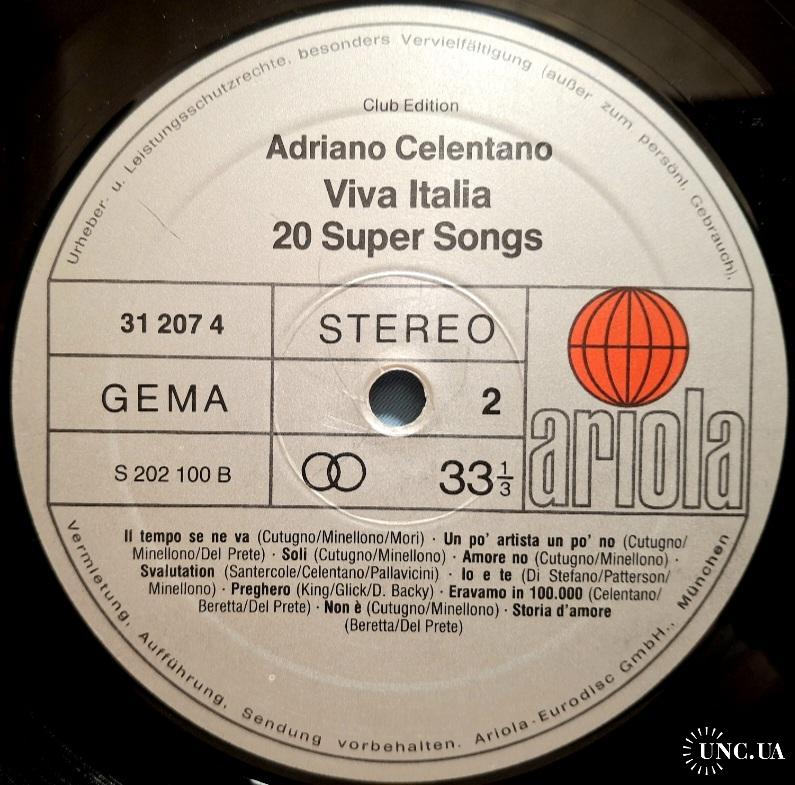 Urheber- u. Leistungsschutzrechte, besonders Vervielfältigung (außer zum persönl. Gebrauch),
Club Edition
Adriano Celentano
Viva Italia
20 Super Songs
31 207 4
STEREO
GEMA
2
S 202 100 B
33 1/3
ariola
Il tempo se ne va (Cutugno/Minellono/Mori) · Un po' artista un po' no (Cutugno/
Minellono/Del Prete) · Soli (Cutugno/Minellono) · Amore no (Cutugno/Minellono) ·
Svalutation (Santercole/Celentano/Pallavicini) · Io e te (Di Stefano/Patterson/
Minellono) · Preghero (King/Glick/D. Backy) · Eravamo in 100.000 (Celentano/
Beretta/Del Prete) · Non è (Cutugno/Minellono) · Storia d'amore
(Beretta/Del Prete)
Vermietung, Aufführung, Sendung vorbehalten. Ariola-Eurodisc GmbH., München
UNC.UA